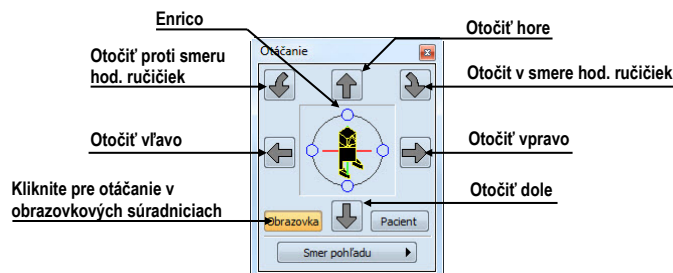 Enrico
Otočiť hore
Otáčanie
Otočiť proti smeru
hod. ručičiek
Otočit v smere hod. ručičiek
Otočiť vľavo
Otočiť vpravo
Kliknite pre otáčanie v
obrazovkových súradniciach
Otočiť dole
Obrazovka
Pacient
Smer pohľadu